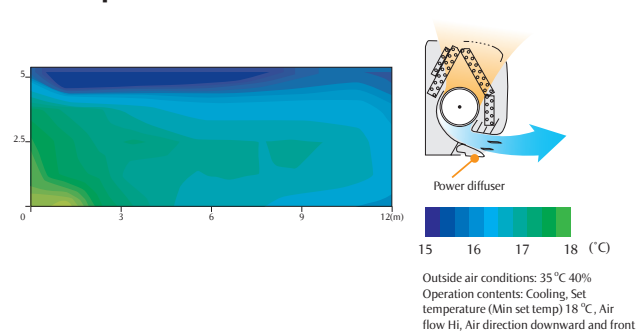 5
2.5
0
3
6
9
12(m)
Power diffuser
15 16 17 18 (˚C)
Outside air conditions: 35 °C 40%
Operation contents: Cooling, Set
temperature (Min set temp) 18 °C, Air
flow Hi, Air direction downward and front